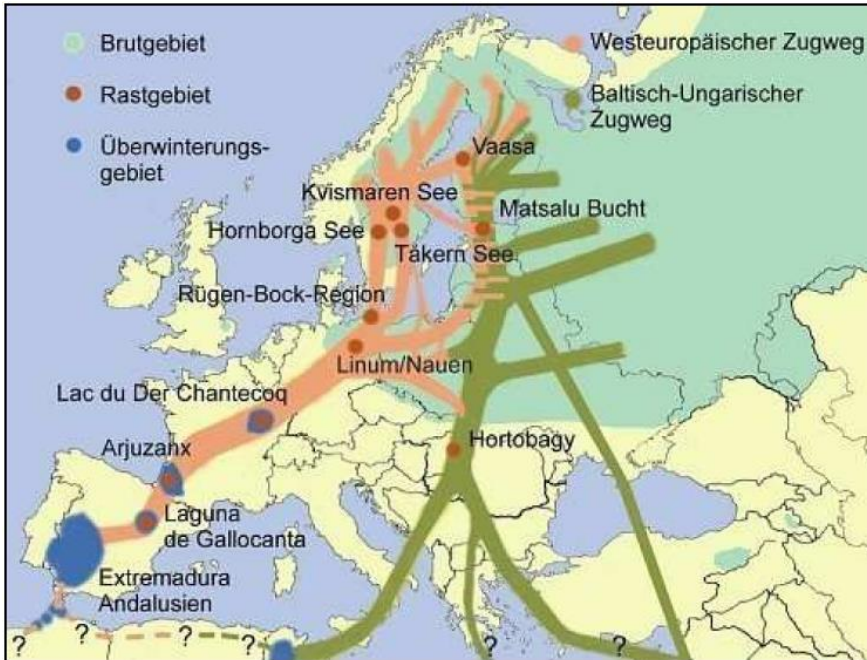 Brutgebiet
Rastgebiet
Überwinterungs-
gebiet
Westeuropäischer Zugweg
Baltisch-Ungarischer
Zugweg
Vaasa
Kvismaren See
Matsalu Bucht
Hornborga See
Tåkern See
Rügen-Bock-Region
Linum/Nauen
Lac du Der Chantecoq
Hortobagy
Arjuzanx
Laguna
de Gallocanta
Extremadura
Andalusien
? ? ? ? ?